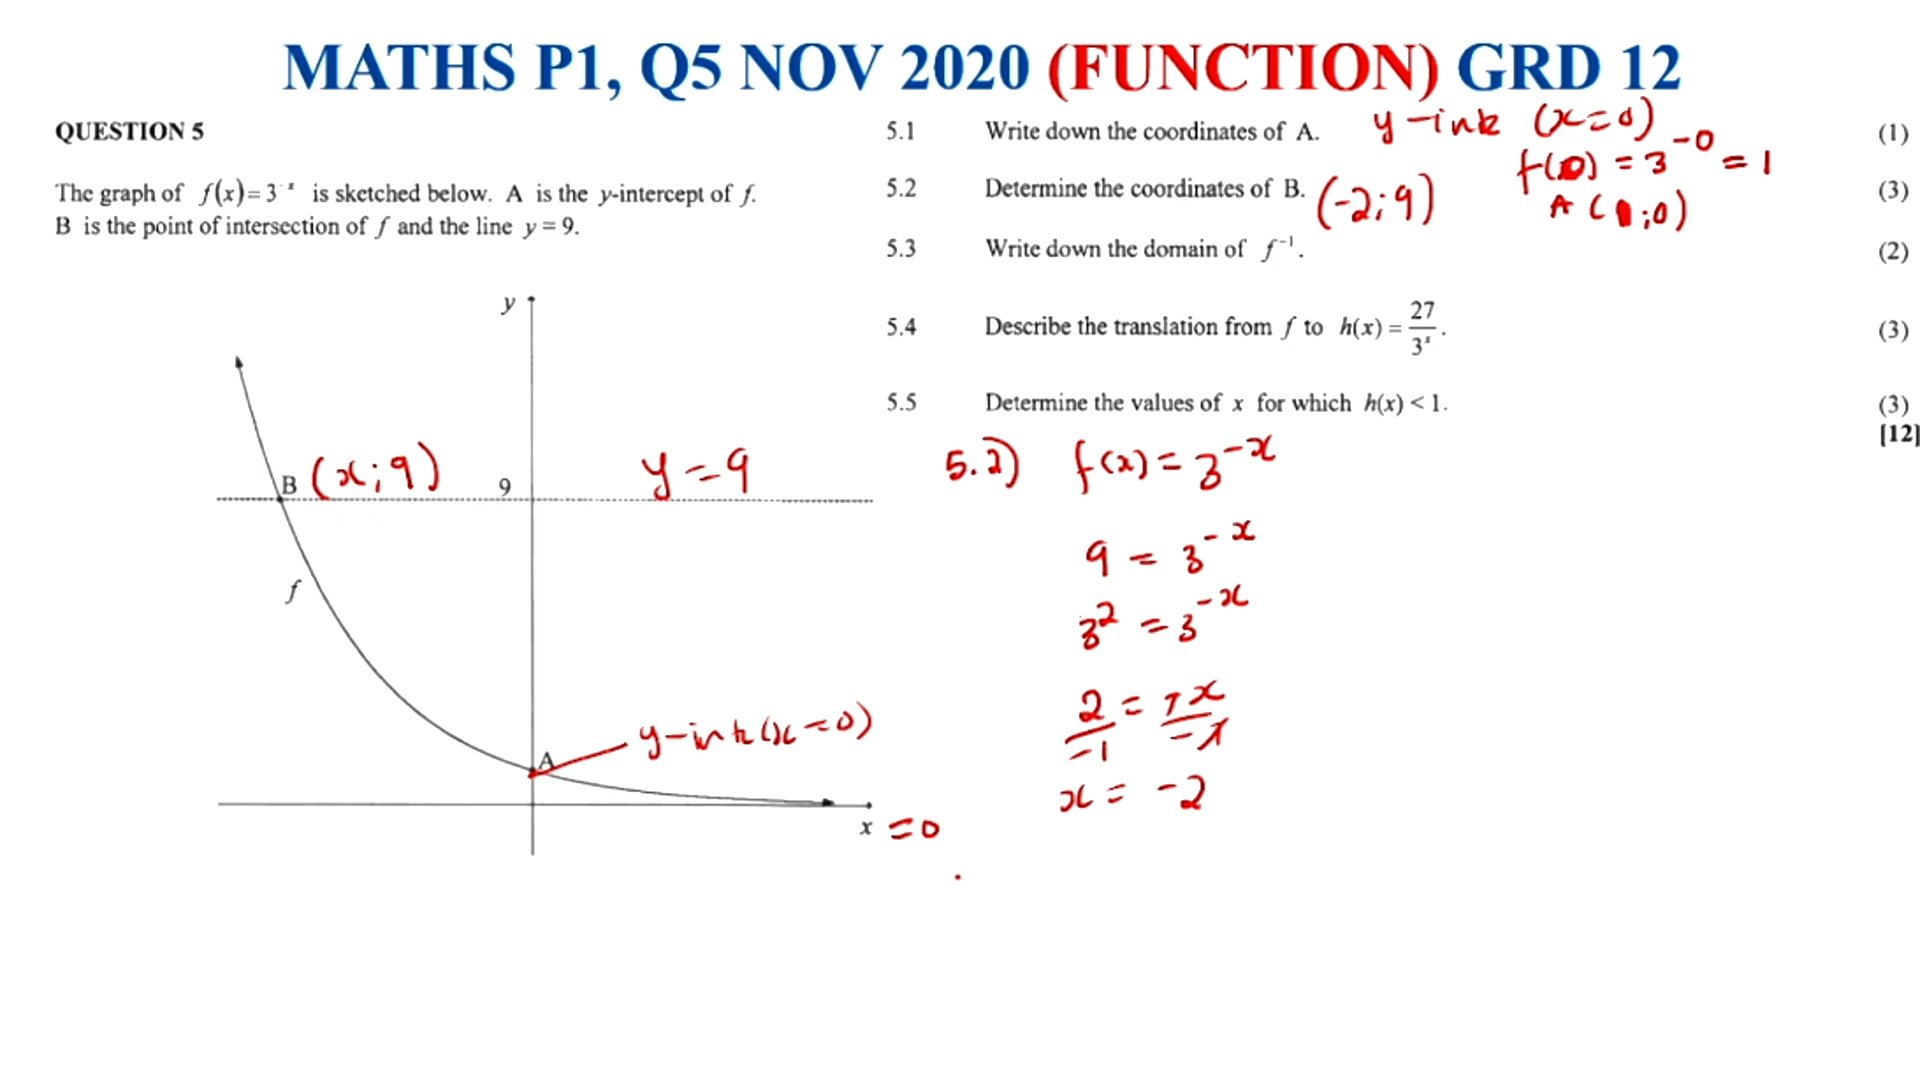 MATHS P1, Q5 NOV 2020 (FUNCTION) GRD 12
QUESTION 5
The graph of f(x) = 3⁻ˣ is sketched below. A is the y-intercept of f.
B is the point of intersection of f and the line y = 9.
y
B (x; 9)
9
y = 9
f
A
y-int (x = 0)
x = 0
5.1 Write down the coordinates of A. y-int (x = 0) (1)
f(0) = 3⁻⁰ = 1
A ( ;0)
5.2 Determine the coordinates of B. (-2; 9) (3)
5.3 Write down the domain of f⁻¹. (2)
5.4 Describe the translation from f to h(x) = 27/3ˣ. (3)
5.5 Determine the values of x for which h(x) < 1. (3)
[12]
5.2) f(x) = 3⁻ˣ
9 = 3⁻ˣ
3² = 3⁻ˣ
2/-1 = -x/-1
x = -2